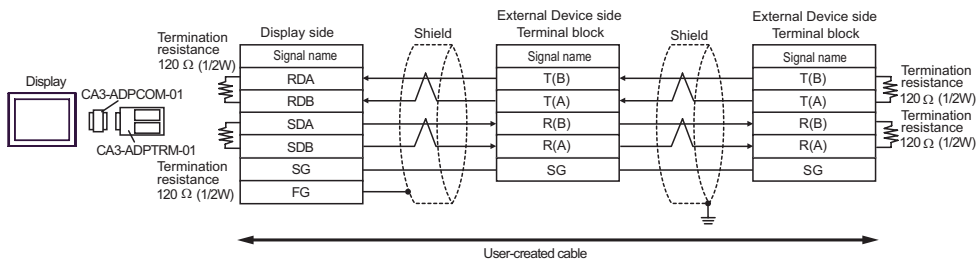 Display
CA3-ADPCOM-01
CA3-ADPTRM-01
Termination
resistance
120 Ω (1/2W)
Termination
resistance
120 Ω (1/2W)
Display side
Signal name
RDA
RDB
SDA
SDB
SG
FG
Shield
External Device side
Terminal block
Signal name
T(B)
T(A)
R(B)
R(A)
SG
Shield
External Device side
Terminal block
Signal name
T(B)
T(A)
R(B)
R(A)
SG
Termination
resistance
120 Ω (1/2W)
Termination
resistance
120 Ω (1/2W)
User-created cable